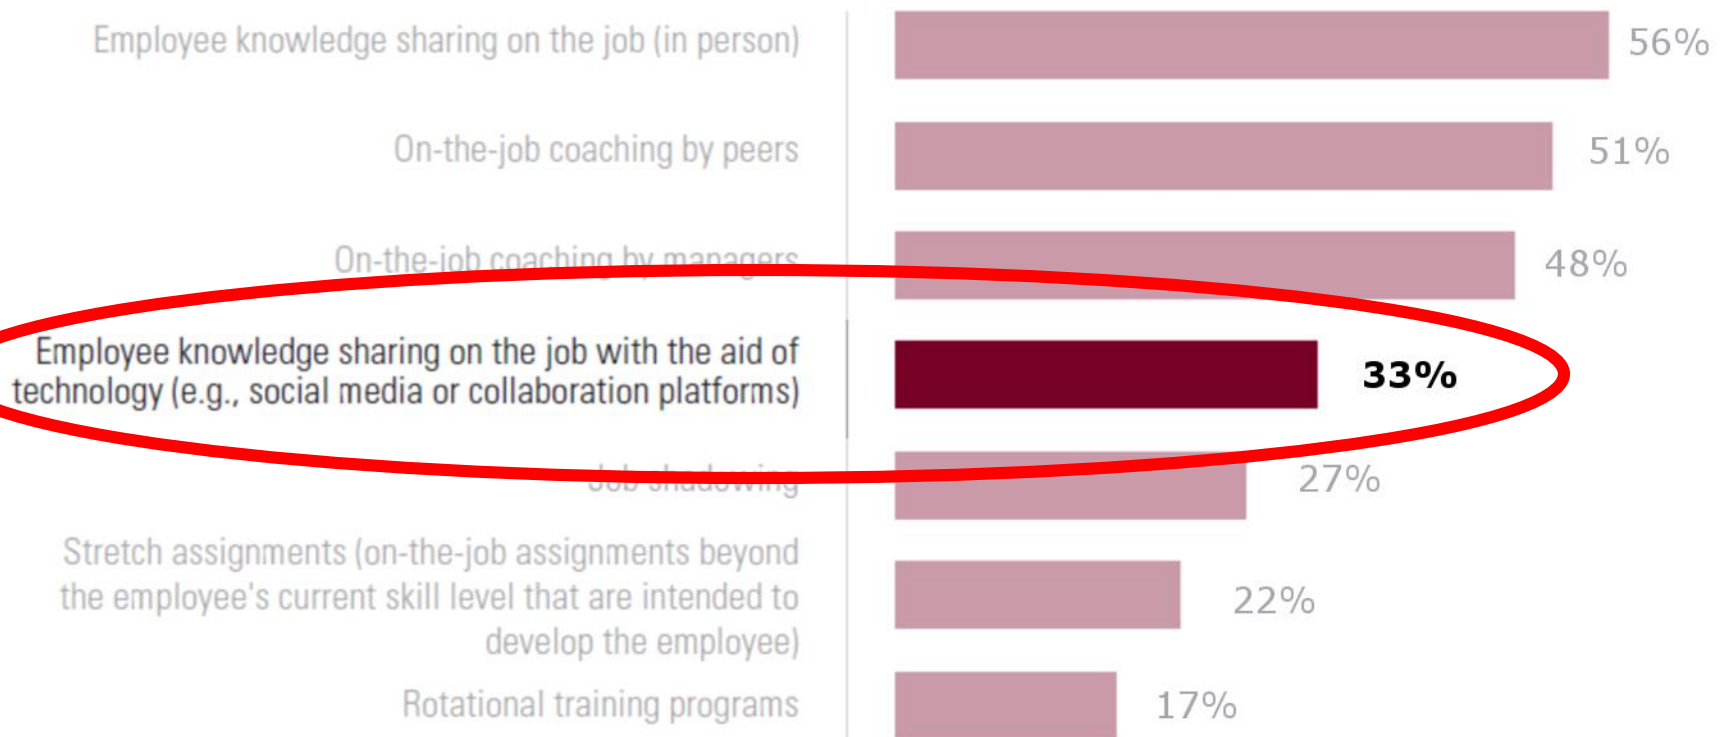 Employee knowledge sharing on the job (in person)
56%
On-the-job coaching by peers
51%
On-the-job coaching by managers
48%
Employee knowledge sharing on the job with the aid of
technology (e.g., social media or collaboration platforms)
33%
Job shadowing
27%
Stretch assignments (on-the-job assignments beyond
the employee's current skill level that are intended to
develop the employee)
22%
Rotational training programs
17%